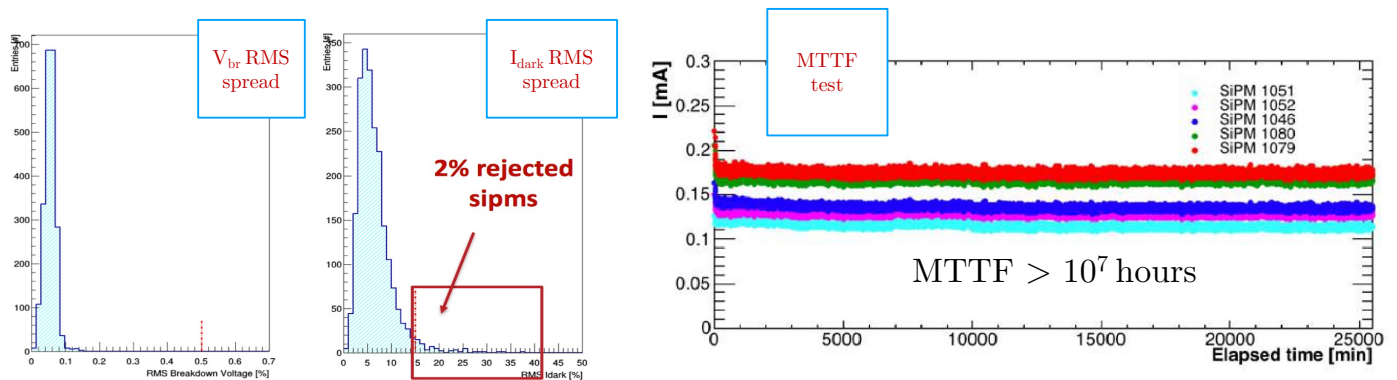 Entries [#]
700
600
500
400
300
200
100
0
0
0.1
0.2
0.3
0.4
0.5
0.6
0.7
RMS Breakdown Voltage [%]
V_br RMS
spread
Entries [#]
350
300
250
200
150
100
50
0
0
5
10
15
20
25
30
35
40
45
50
RMS Idark [%]
I_dark RMS
spread
2% rejected
sipms
I [mA]
0.3
0.25
0.2
0.15
0.1
0.05
0
0
5000
10000
15000
20000
25000
Elapsed time [min]
MTTF
test
SiPM 1051
SiPM 1052
SiPM 1046
SiPM 1080
SiPM 1079
MTTF > 10⁷ hours